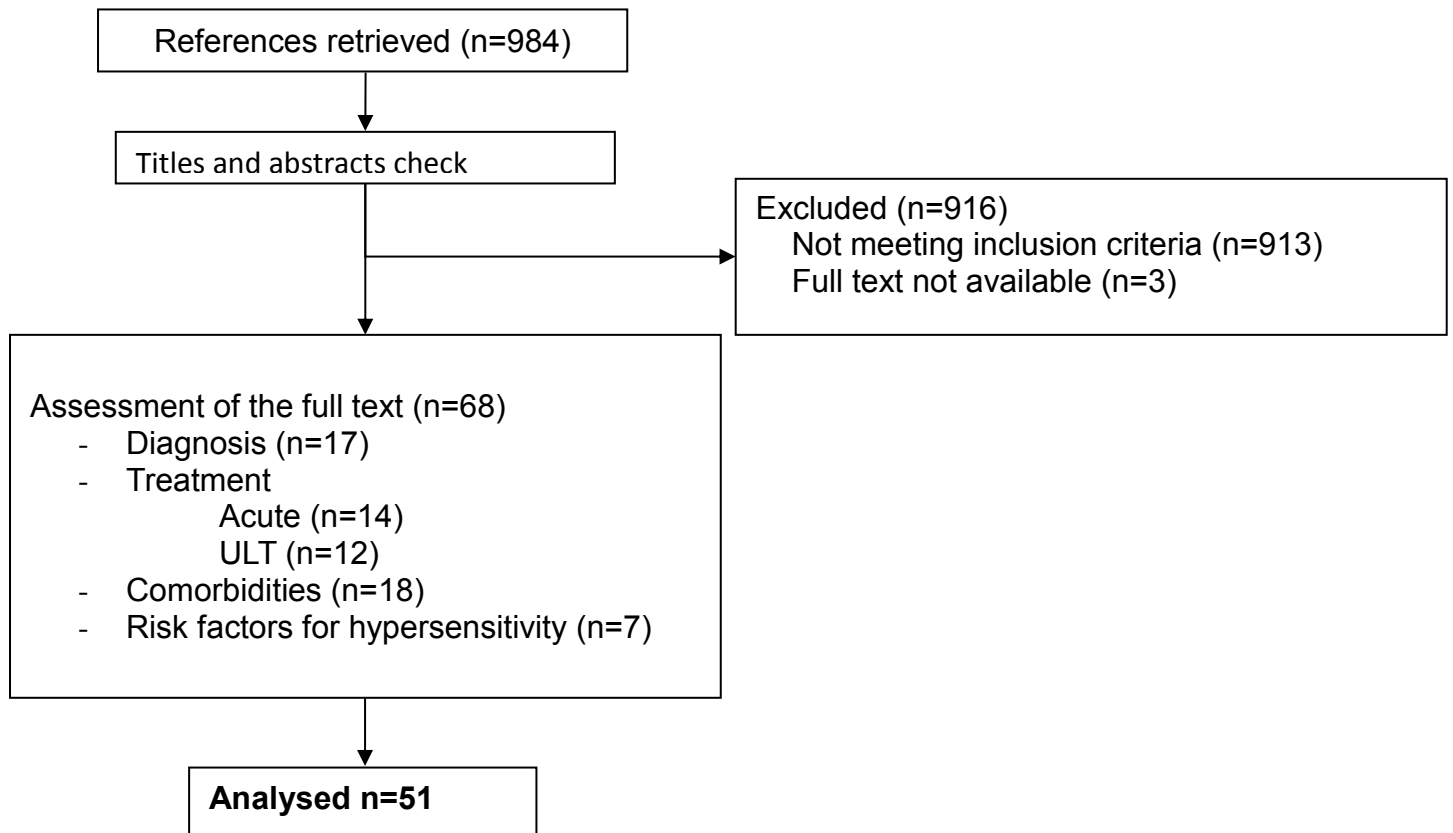 References retrieved (n=984)
Titles and abstracts check
Excluded (n=916)
Not meeting inclusion criteria (n=913)
Full text not available (n=3)
Assessment of the full text (n=68)
- Diagnosis (n=17)
- Treatment
Acute (n=14)
ULT (n=12)
- Comorbidities (n=18)
- Risk factors for hypersensitivity (n=7)
Analysed n=51